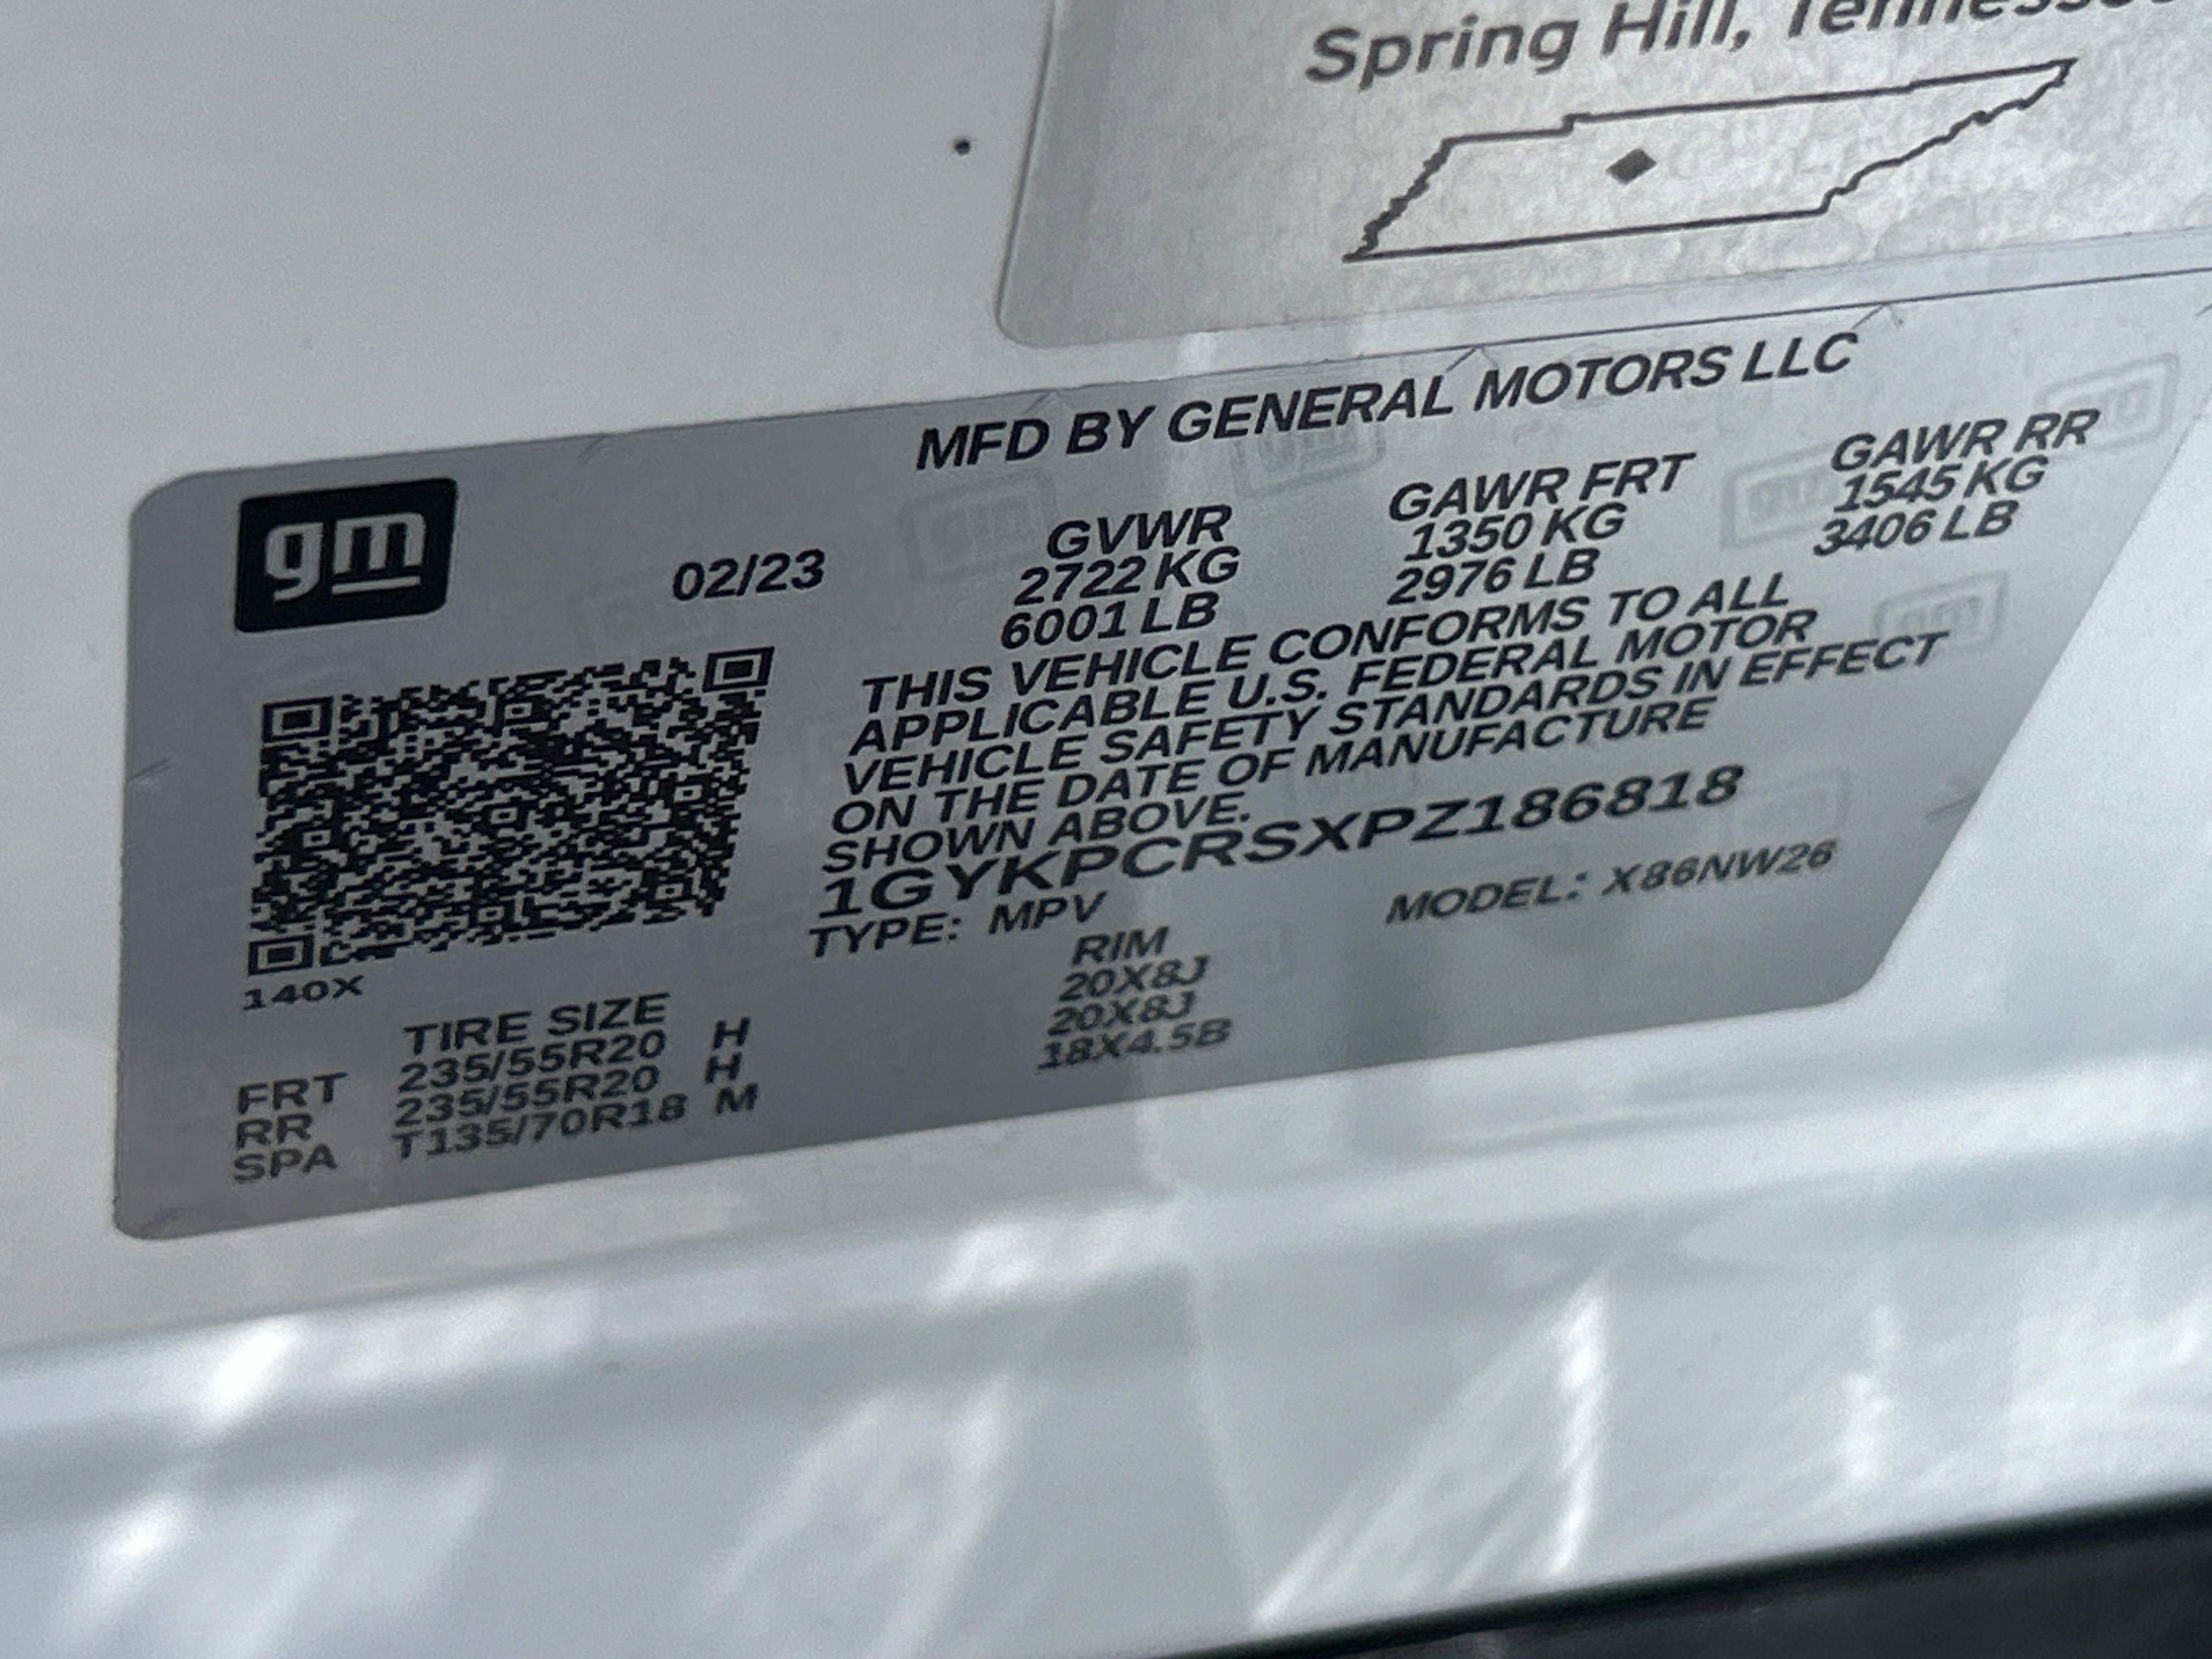 Spring Hill, Tennessee
MFD BY GENERAL MOTORS LLC
gm
02/23
GVWR
2722 KG
6001 LB
GAWR FRT
1350 KG
2976 LB
GAWR RR
1545 KG
3406 LB
THIS VEHICLE CONFORMS TO ALL
APPLICABLE U.S. FEDERAL MOTOR
VEHICLE SAFETY STANDARDS IN EFFECT
ON THE DATE OF MANUFACTURE
SHOWN ABOVE.
1GYKPCRSXPZ186818
TYPE: MPV
MODEL: X86NW26
140X
TIRE SIZE
RIM
FRT 235/55R20 H 20X8J
RR 235/55R20 H 20X8J
SPA T135/70R18 M 18X4.5B